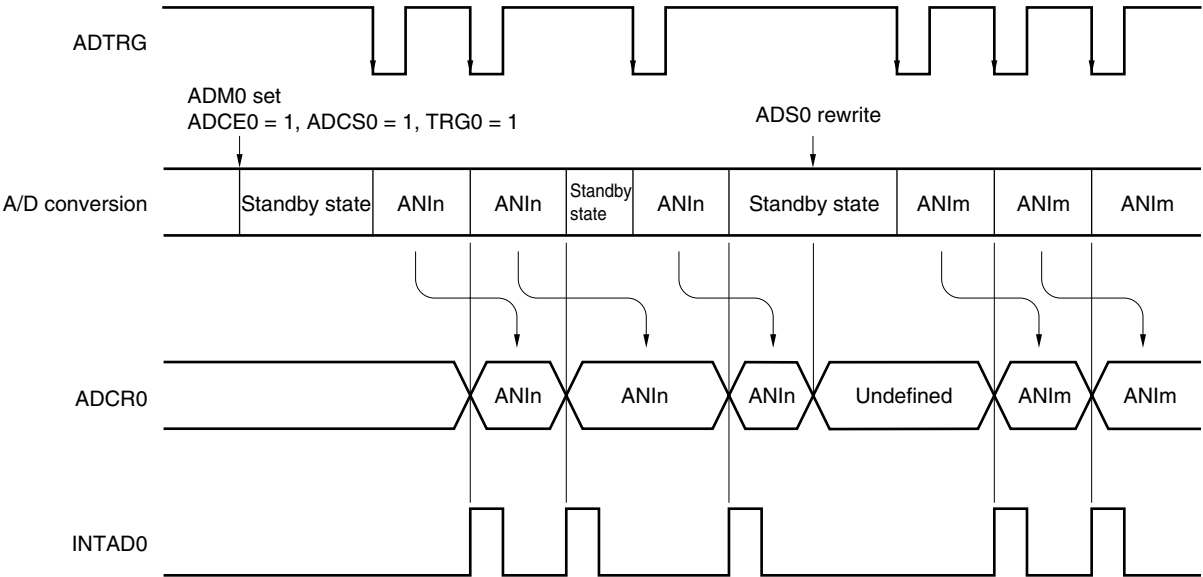 ADTRG
ADM0 set
ADCE0 = 1, ADCS0 = 1, TRG0 = 1
ADS0 rewrite
A/D conversion
Standby state
ANIn
ANIn
Standby
state
ANIn
Standby state
ANIm
ANIm
ANIm
ADCR0
ANIn
ANIn
ANIn
Undefined
ANIm
ANIm
INTAD0